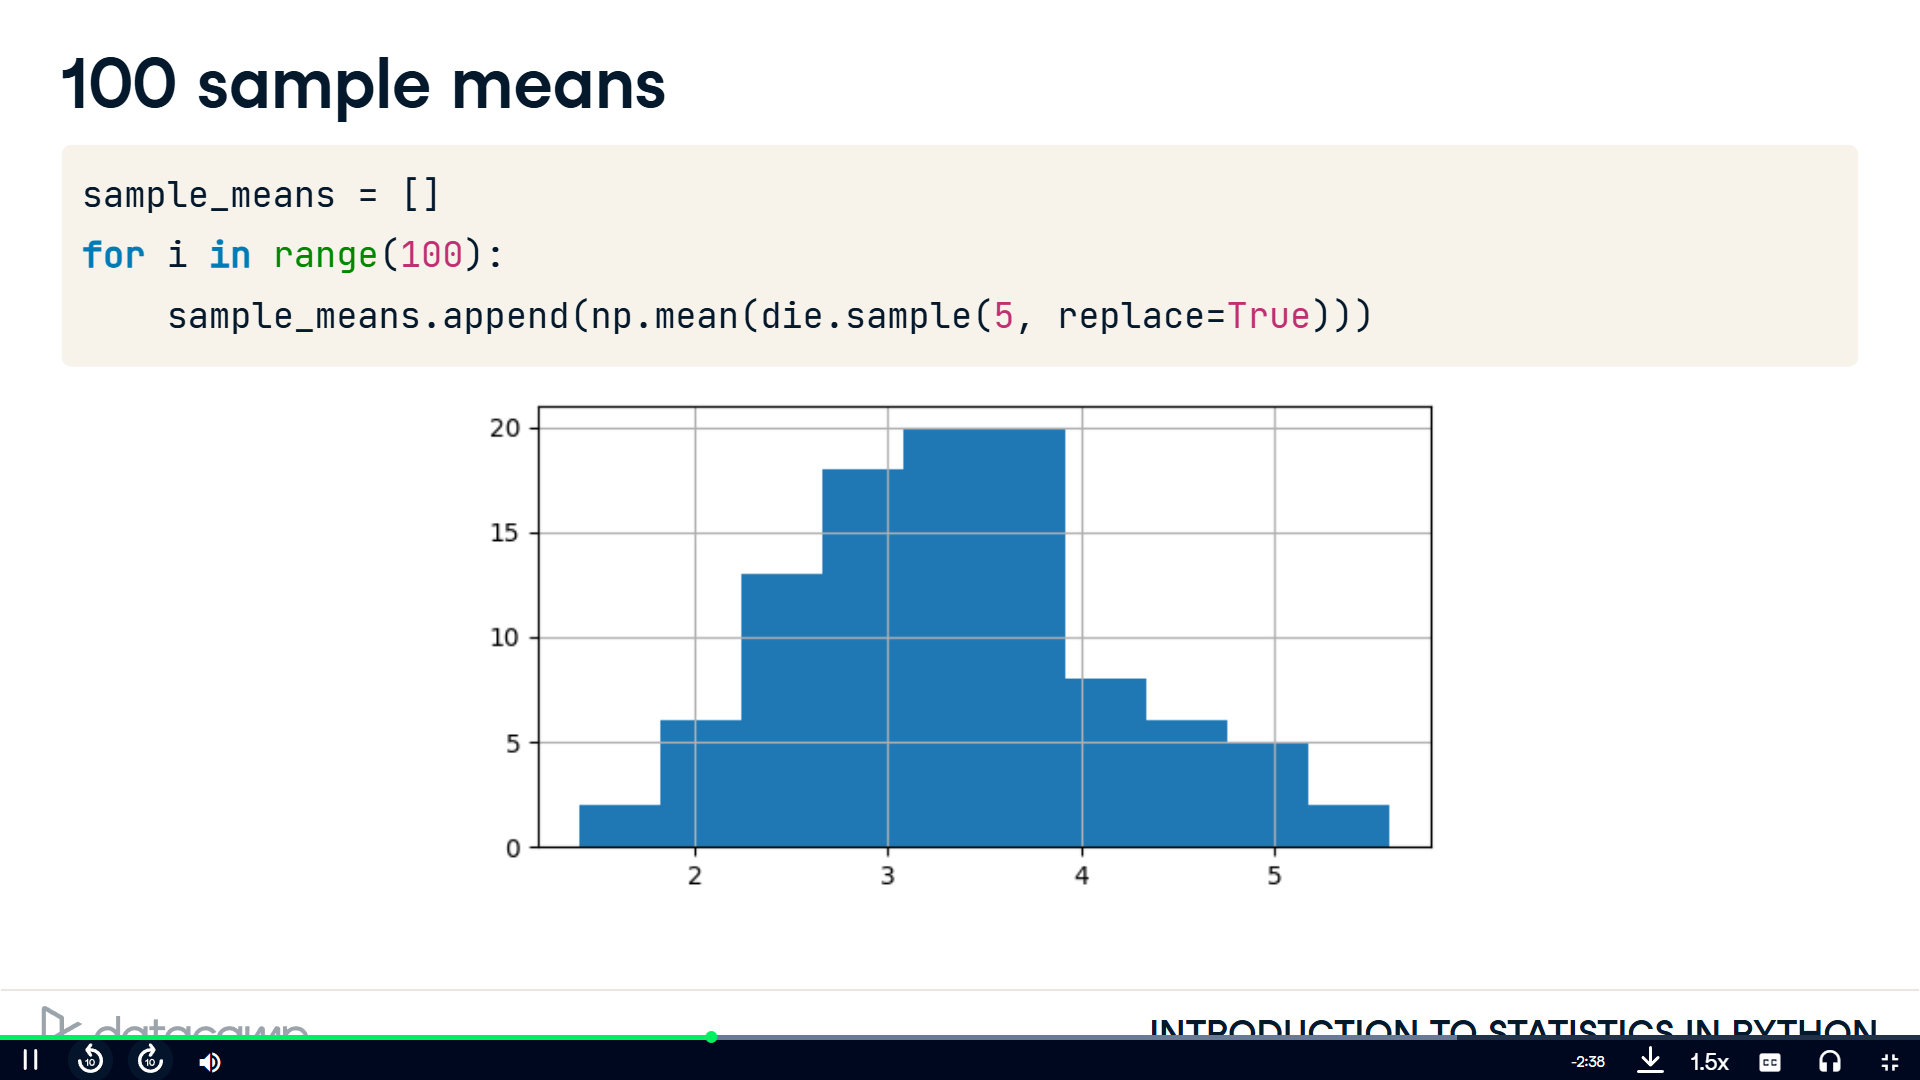 100 sample means
sample_means = []
for i in range(100):
    sample_means.append(np.mean(die.sample(5, replace=True)))
20
15
10
5
0
2 3 4 5
datacamp
INTRODUCTION TO STATISTICS IN PYTHON
10 10 -2:38 1.5x CC